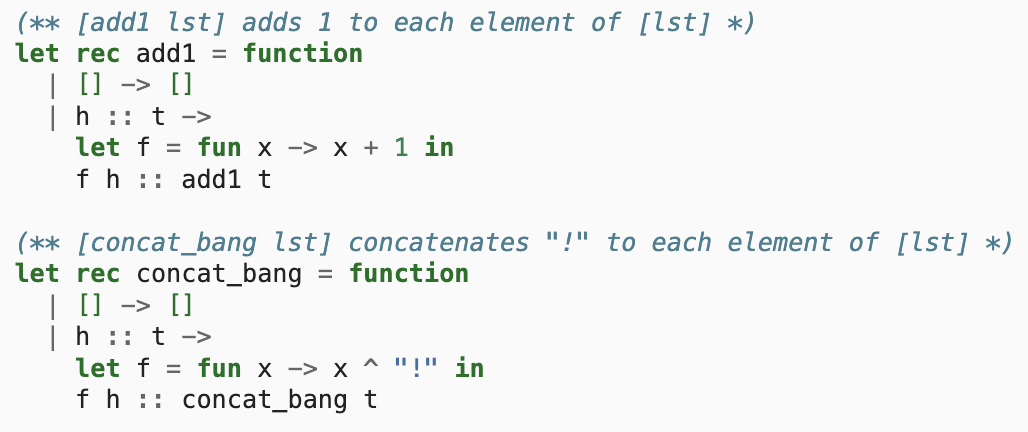 (** [add1 lst] adds 1 to each element of [lst] *)
let rec add1 = function
  | [] -> []
  | h :: t ->
    let f = fun x -> x + 1 in
    f h :: add1 t

(** [concat_bang lst] concatenates "!" to each element of [lst] *)
let rec concat_bang = function
  | [] -> []
  | h :: t ->
    let f = fun x -> x ^ "!" in
    f h :: concat_bang t